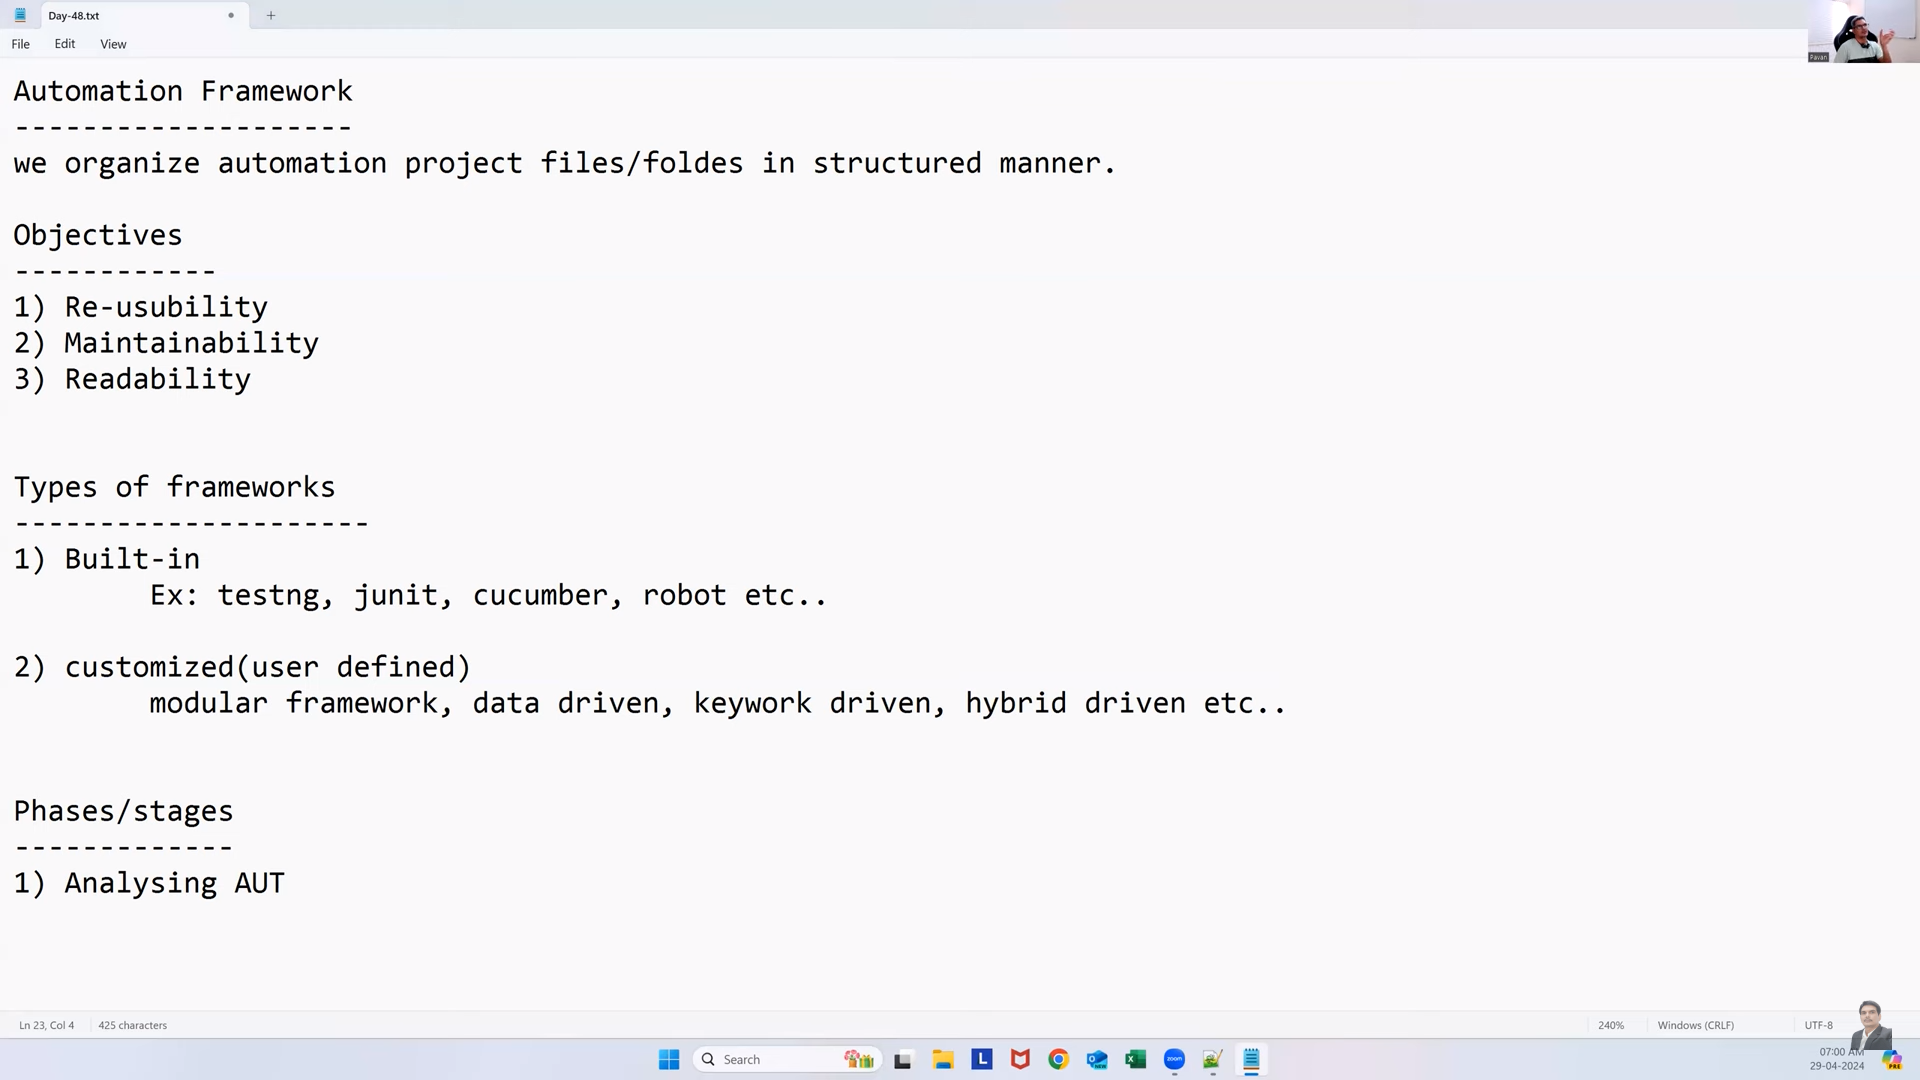 Day-48.txt
File Edit View
Pavan
Automation Framework
--------------------
we organize automation project files/foldes in structured manner.
Objectives
------------
1) Re-usubility
2) Maintainability
3) Readability
Types of frameworks
---------------------
1) Built-in
Ex: testng, junit, cucumber, robot etc..
2) customized(user defined)
modular framework, data driven, keywork driven, hybrid driven etc..
Phases/stages
-------------
1) Analysing AUT
Ln 23, Col 4 425 characters 240% Windows (CRLF) UTF-8
Search L NEW zoom PRE
07:00 AM
29-04-2024